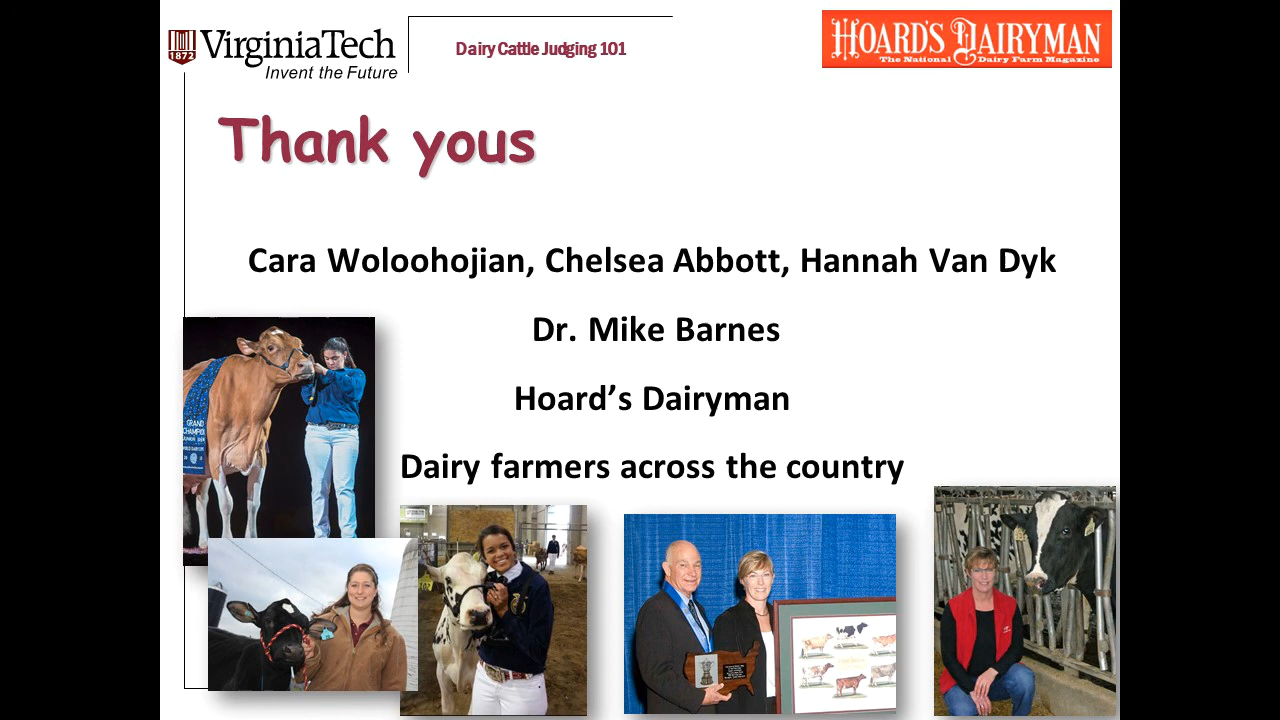 VirginiaTech
1872
Invent the Future
Dairy Cattle Judging 101
HOARD'S DAIRYMAN
The National Dairy Farm Magazine
Thank yous
Cara Woloohojian, Chelsea Abbott, Hannah Van Dyk
Dr. Mike Barnes
Hoard’s Dairyman
Dairy farmers across the country
GRAND
CHAMPION